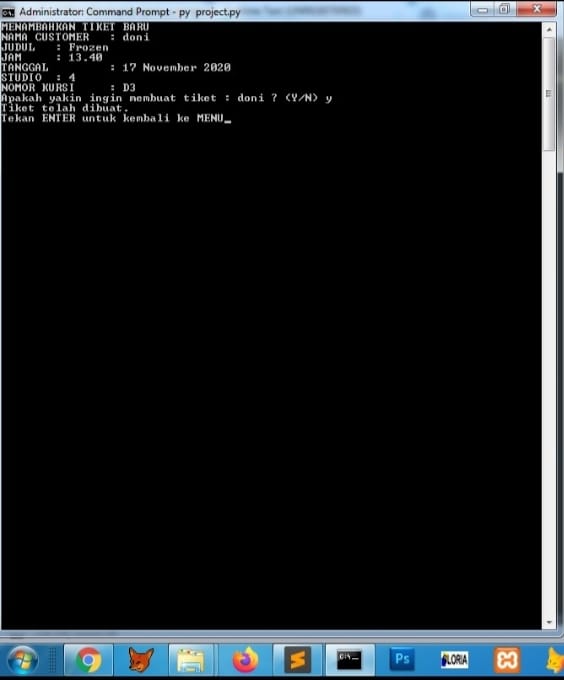 Administrator: Command Prompt - py  project.py
MENAMBAHKAN TIKET BARU
NAMA CUSTOMER   : doni
JUDUL   : Frozen
JAM     : 13.40
TANGGAL         : 17 November 2020
STUDIO  : 4
NOMOR KURSI     : D3
Apakah yakin ingin membuat tiket : doni ? (Y/N) y
Tiket telah dibuat.
Tekan ENTER untuk kembali ke MENU_
Ps
LORIA